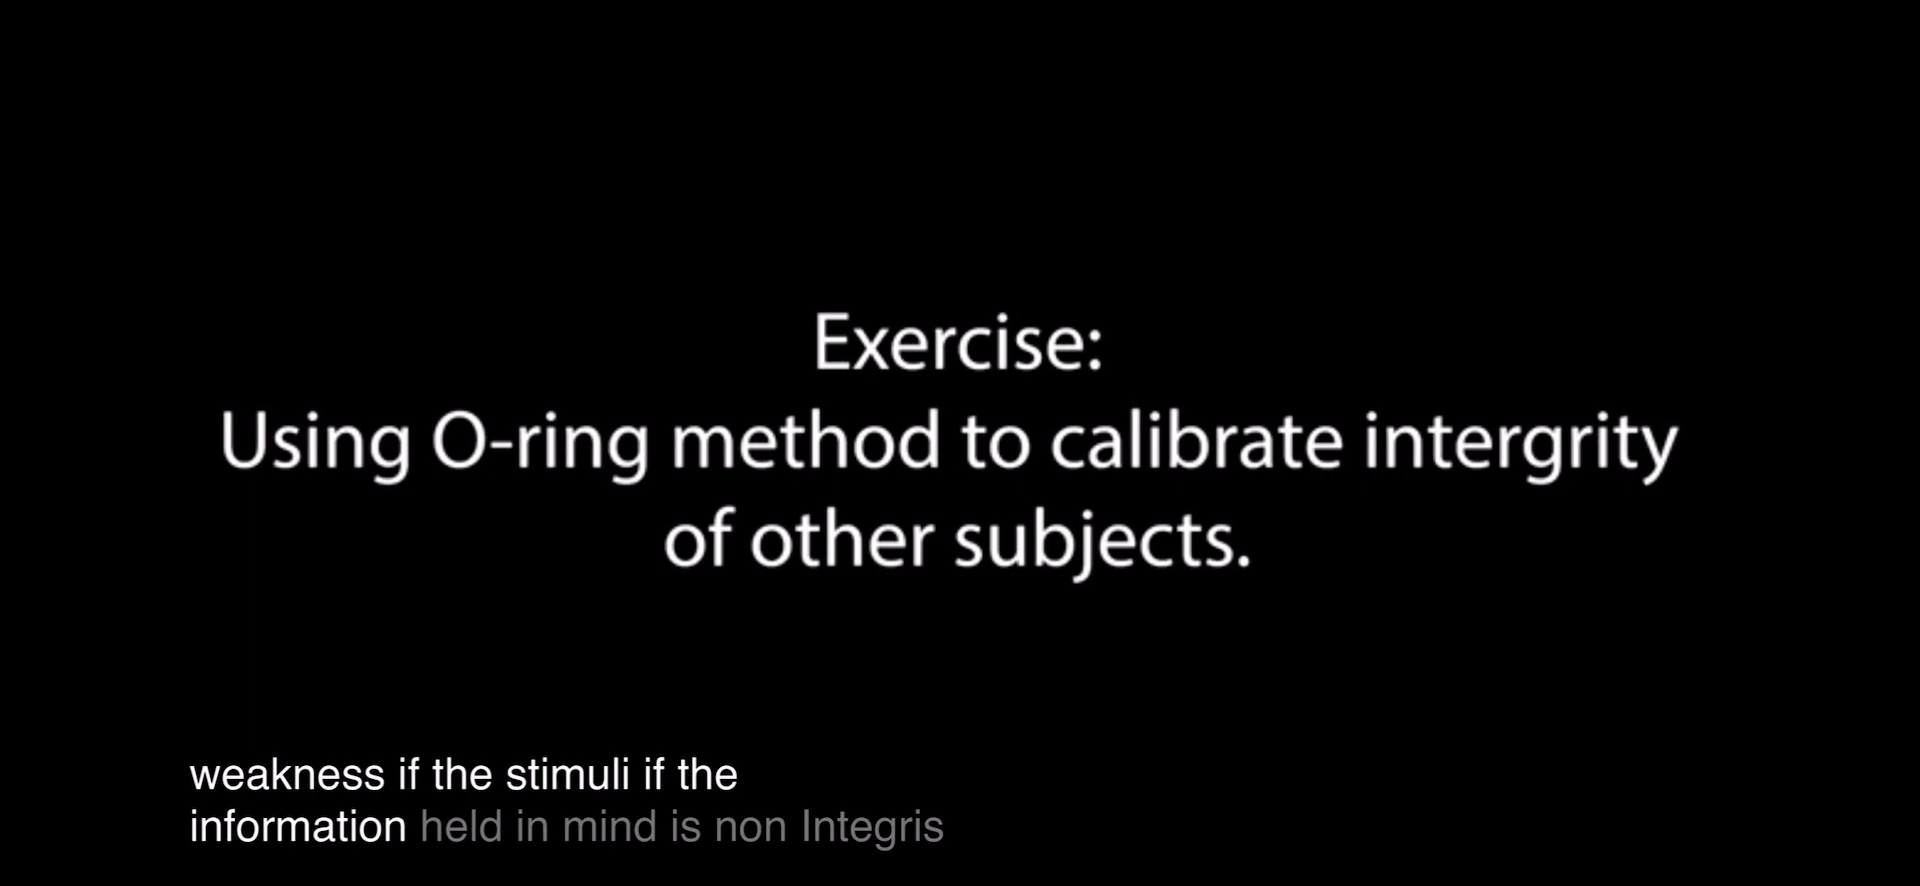 Exercise:
Using O-ring method to calibrate intergrity
of other subjects.
weakness if the stimuli if the
information held in mind is non Integris